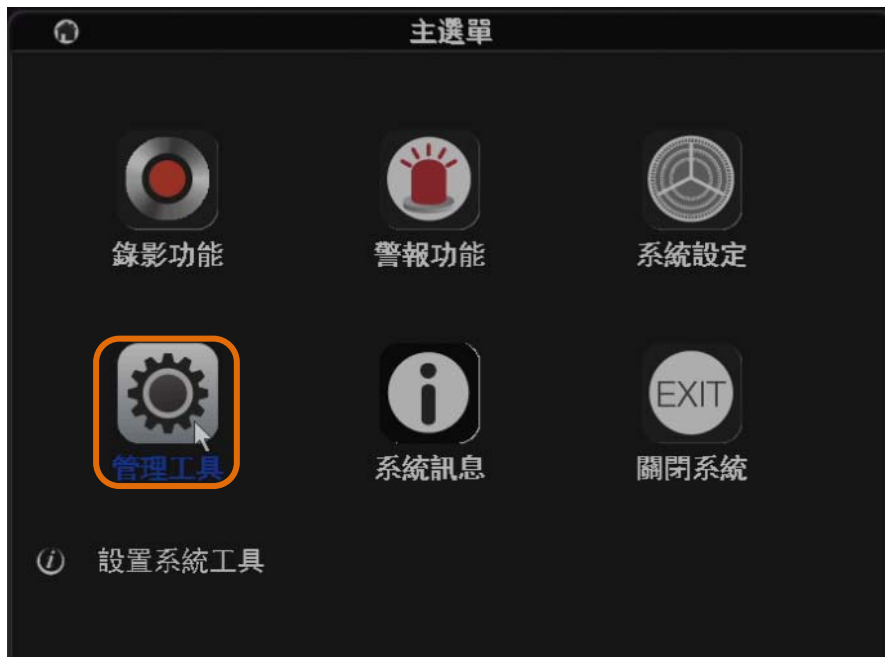 主選單
錄影功能
警報功能
系統設定
管理工具
系統訊息
EXIT
關閉系統
設置系統工具